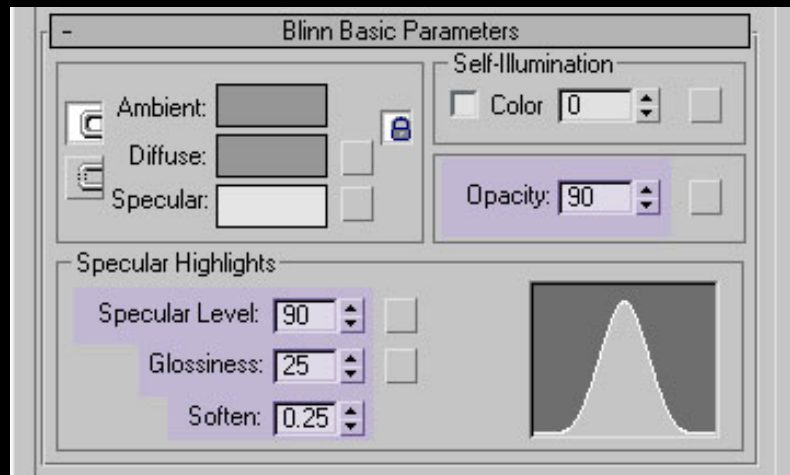 - Blinn Basic Parameters
Self-Illumination
Color 0
Ambient:
Diffuse:
Specular:
Opacity: 90
Specular Highlights
Specular Level: 90
Glossiness: 25
Soften: 0.25